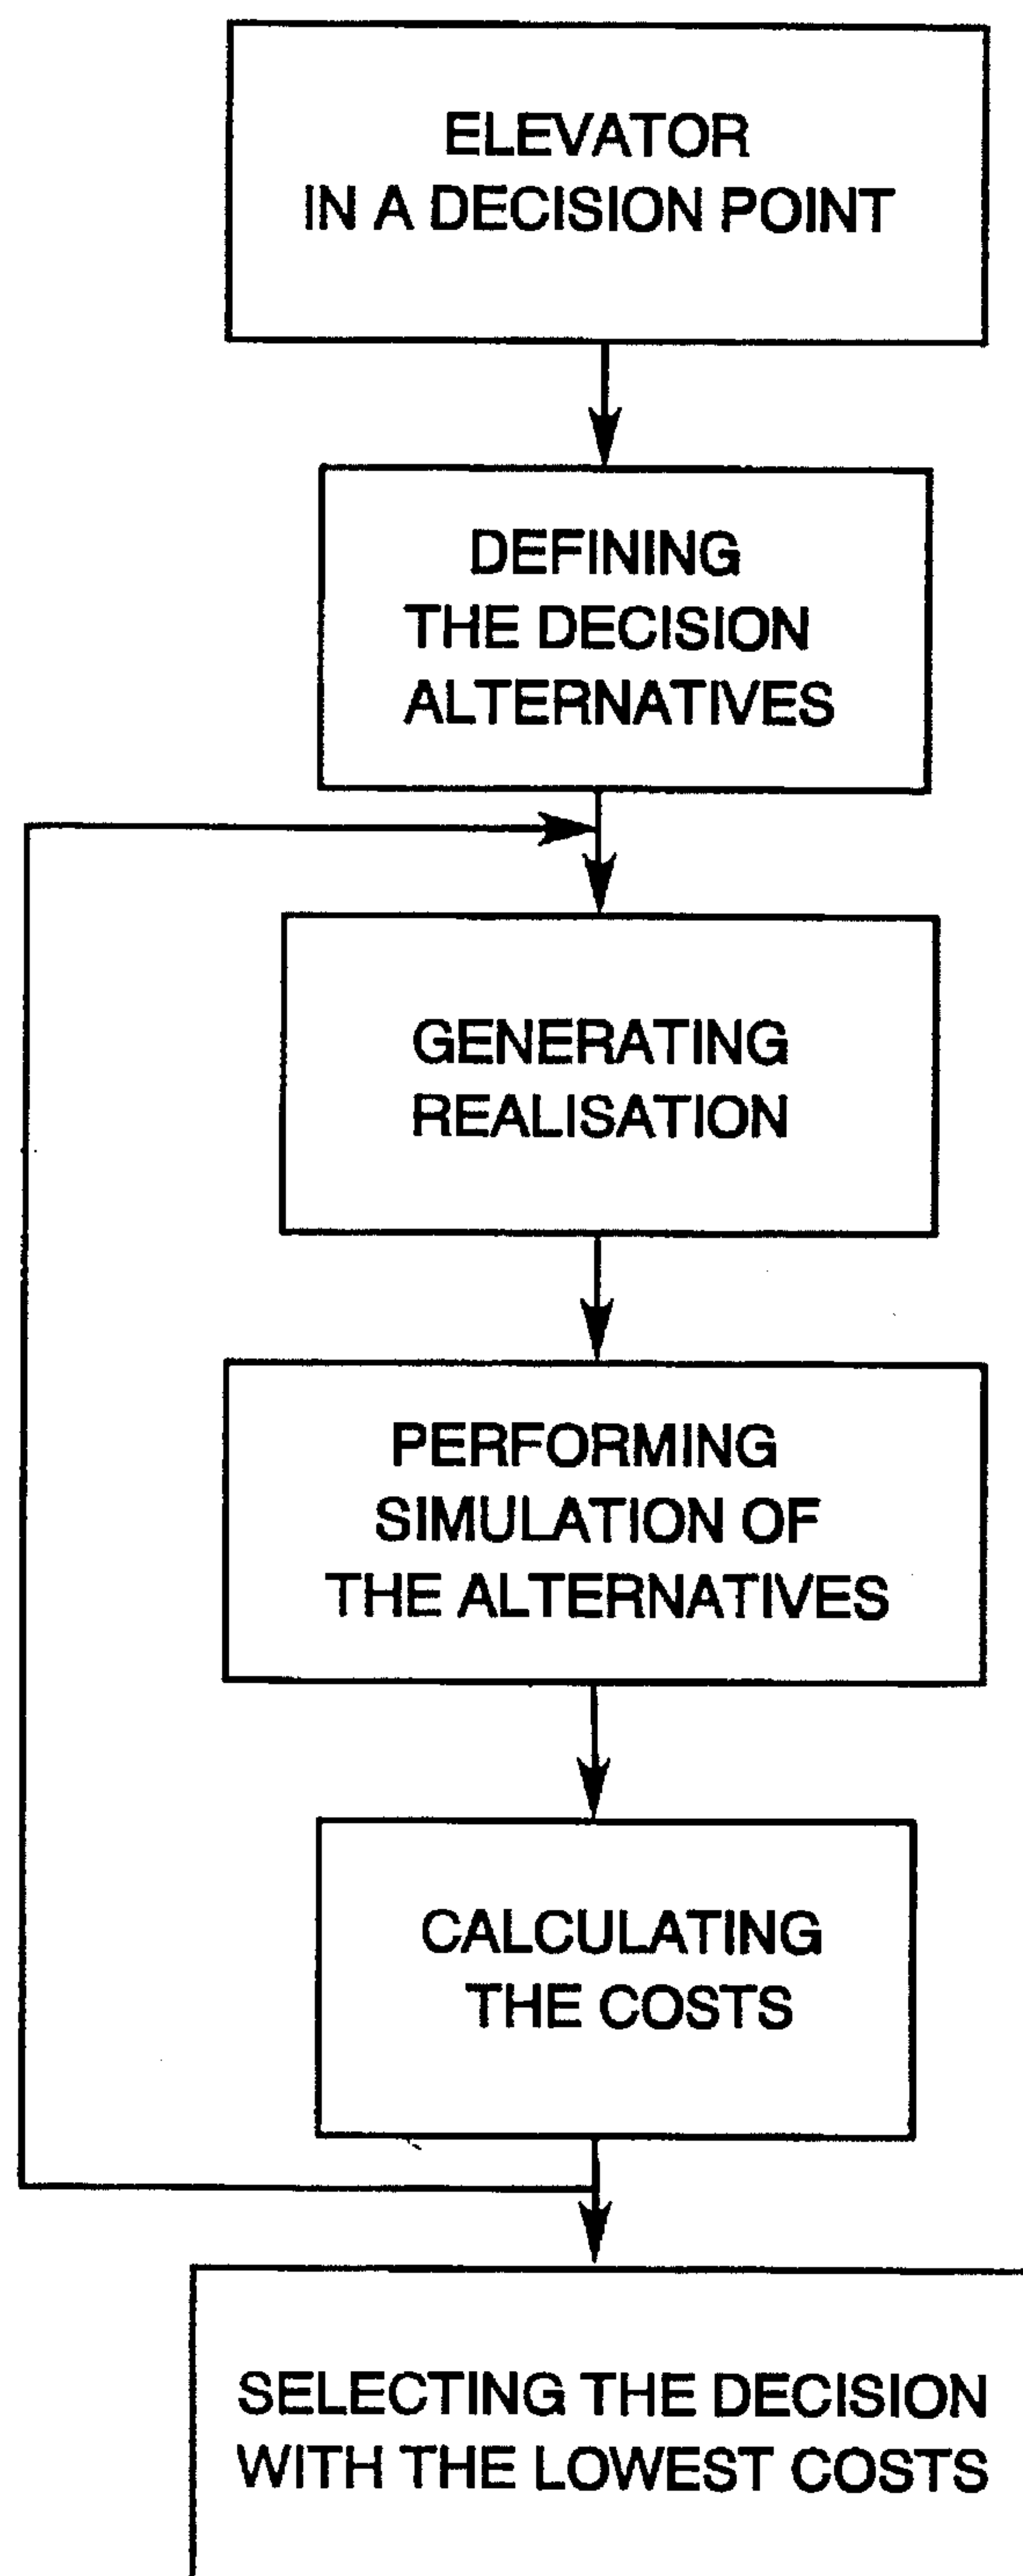 ELEVATOR
IN A DECISION POINT
DEFINING
THE DECISION
ALTERNATIVES
GENERATING
REALISATION
PERFORMING
SIMULATION OF
THE ALTERNATIVES
CALCULATING
THE COSTS
SELECTING THE DECISION
WITH THE LOWEST COSTS